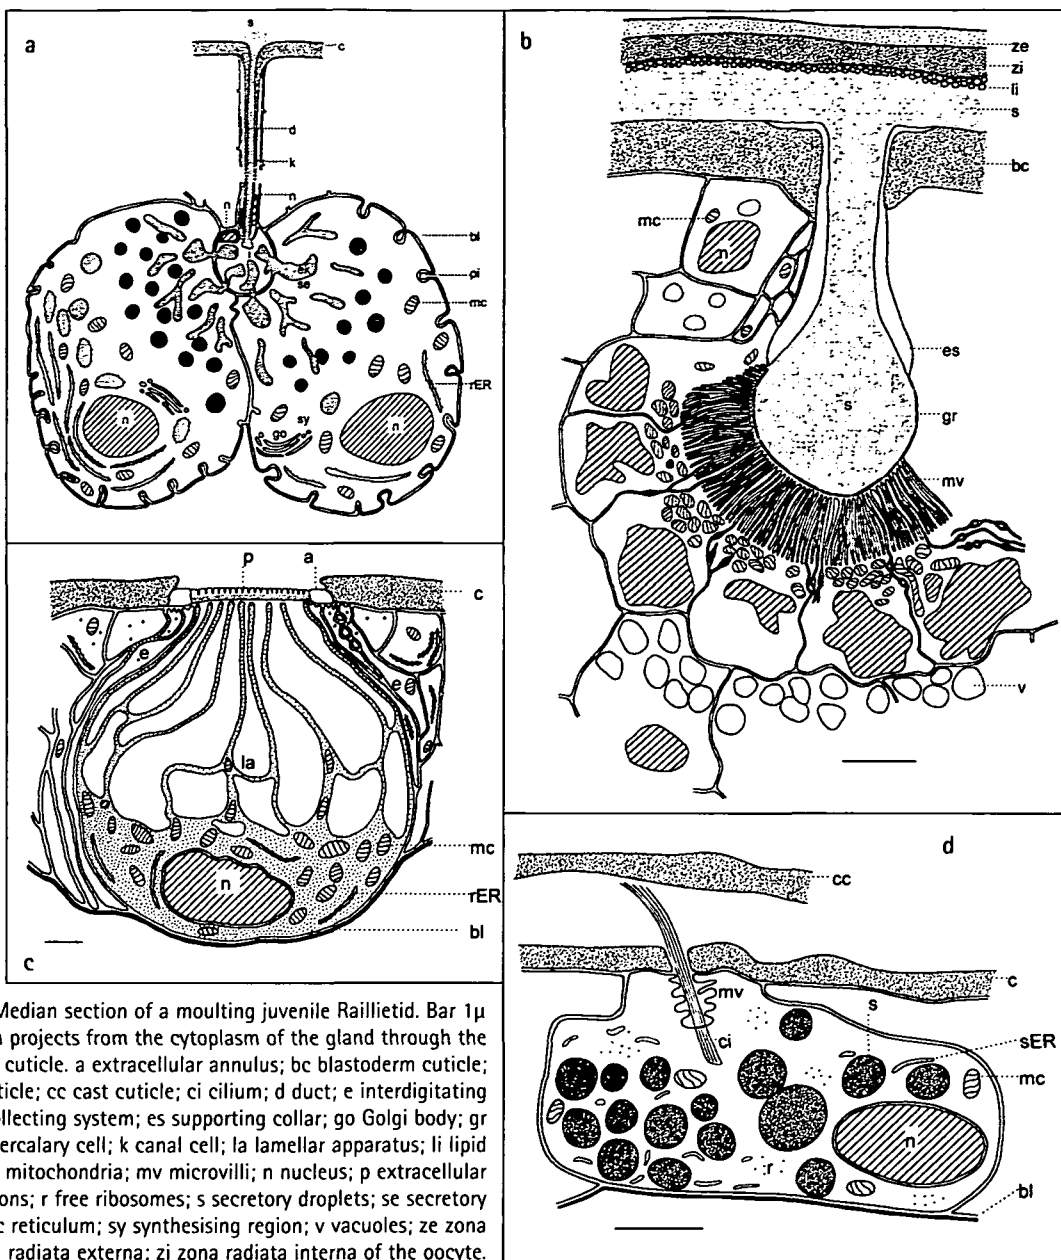 a
s
c
d
k
n
n
bl
pi
mc
se
rER
n
sy
go
n
b
ze
zi
li
s
bc
mc
n
es
s
gr
mv
v
p
a
c
e
e
la
mc
n
rER
bl
c
d
cc
c
mv
s
ci
sER
mc
n
r
bl
Median section of a moulting juvenile Raillietid. Bar 1µ
projects from the cytoplasm of the gland through the
cuticle. a extracellular annulus; bc blastoderm cuticle;
ticle; cc cast cuticle; ci cilium; d duct; e interdigitating
llecting system; es supporting collar; go Golgi body; gr
ercalary cell; k canal cell; la lamellar apparatus; li lipid
mitochondria; mv microvilli; n nucleus; p extracellular
ons; r free ribosomes; s secretory droplets; se secretory
c reticulum; sy synthesising region; v vacuoles; ze zona
radiata externa; zi zona radiata interna of the oocyte.